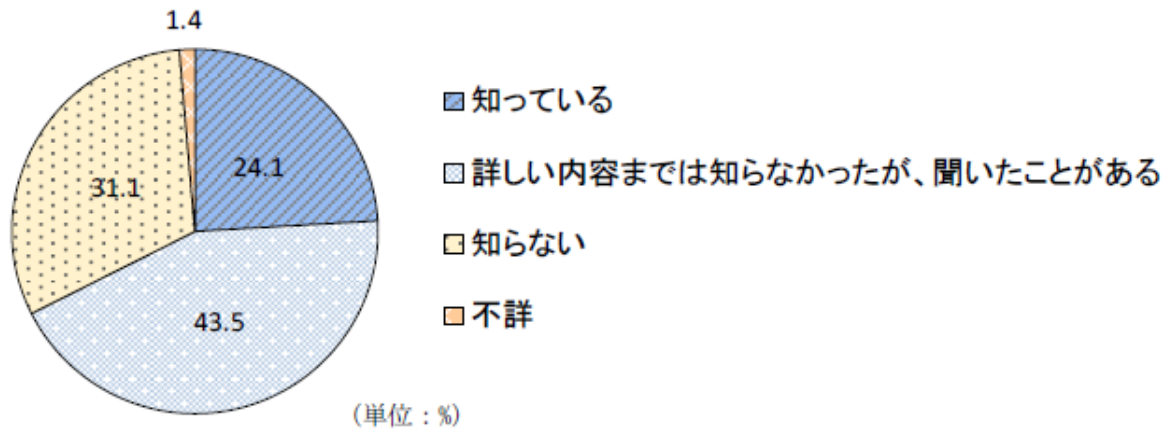 1.4
24.1
31.1
43.5
知っている
詳しい内容までは知らなかったが、聞いたことがある
知らない
不詳
(単位：%)